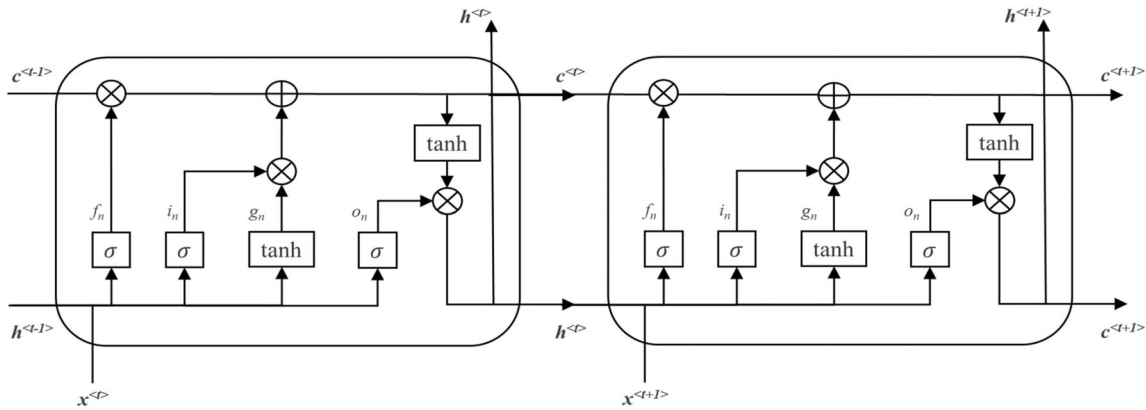 h<t> h<t+1>
c<t-1> c<t> c<t+1>
tanh tanh
f_n i_n g_n o_n f_n i_n g_n o_n
σ σ tanh σ σ σ tanh σ
h<t-1> h<t> c<t+1>
x<t> x<t+1>